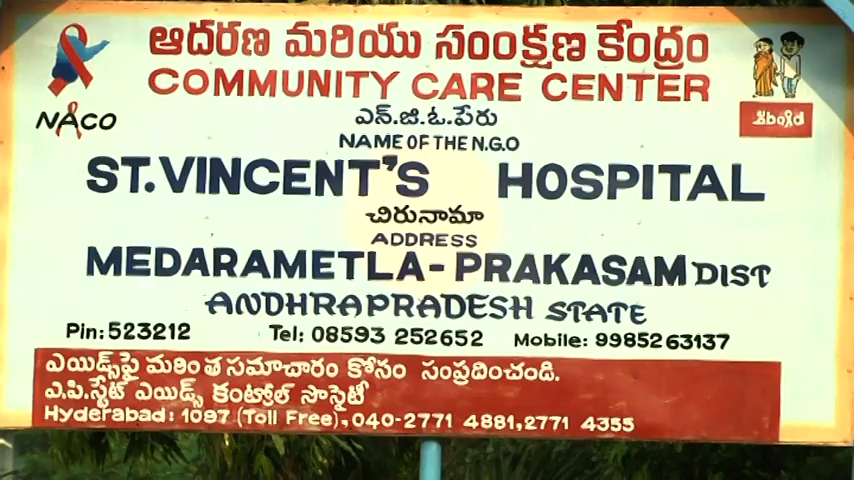 ఆదరణ మరియు సంంక్షణ కేంద్రం
COMMUNITY CARE CENTER
NACO
ఎన్.జి.ఓ.పేరు
NAME OF THE N.G.O
ST.VINCENT'S HOSPITAL
చిరునామా
ADDRESS
MEDARAMETLA-PRAKASAM DIST
ANDHRAPRADESH STATE
Pin:523212 Tel: 08593 252652 Mobile: 9985263137
ఎయిడ్స్‌పై మరింత సమాచారం కోసం సంప్రదించండి.
ఎ.పి.స్టేట్ ఎయిడ్స్ కంట్రోల్ సొసైటీ
Hyderabad: 1097 (Toll Free), 040-2771 4881,2771 4355